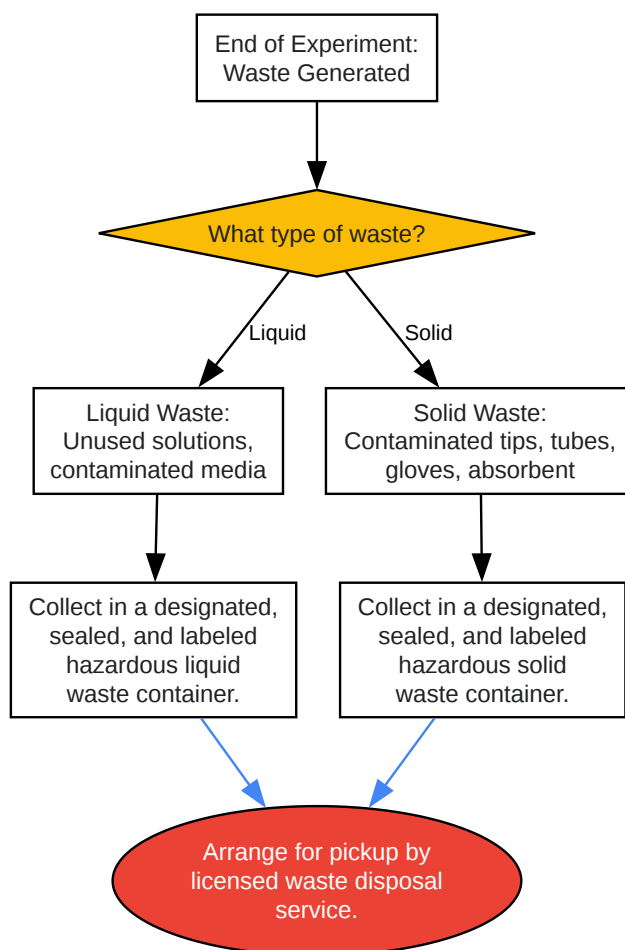 End of Experiment:
Waste Generated
What type of waste?
Liquid
Solid
Liquid Waste:
Unused solutions,
contaminated media
Solid Waste:
Contaminated tips, tubes,
gloves, absorbent
Collect in a designated,
sealed, and labeled
hazardous liquid
waste container.
Collect in a designated,
sealed, and labeled
hazardous solid
waste container.
Arrange for pickup by
licensed waste disposal
service.